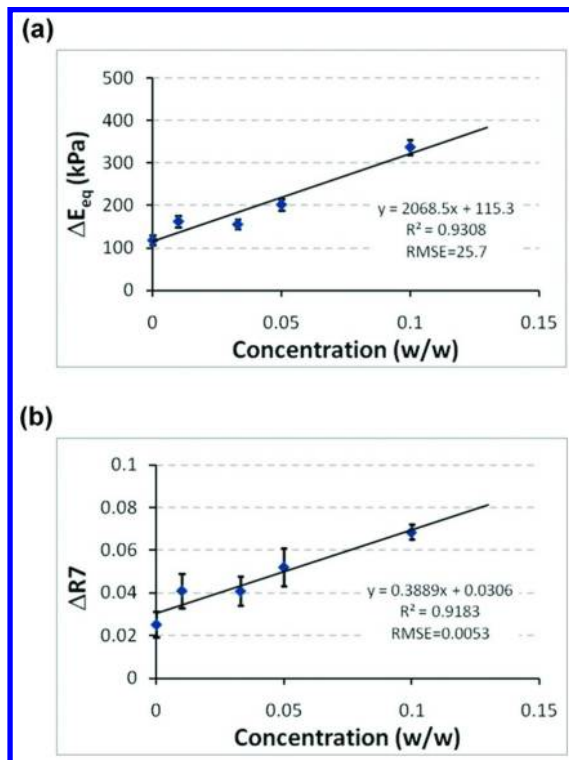 (a)
500
400
300
200
100
0
ΔEeq (kPa)
y = 2068.5x + 115.3
R² = 0.9308
RMSE=25.7
0 0.05 0.1 0.15
Concentration (w/w)
(b)
0.1
0.08
0.06
0.04
0.02
0
ΔR7
y = 0.3889x + 0.0306
R² = 0.9183
RMSE=0.0053
0 0.05 0.1 0.15
Concentration (w/w)